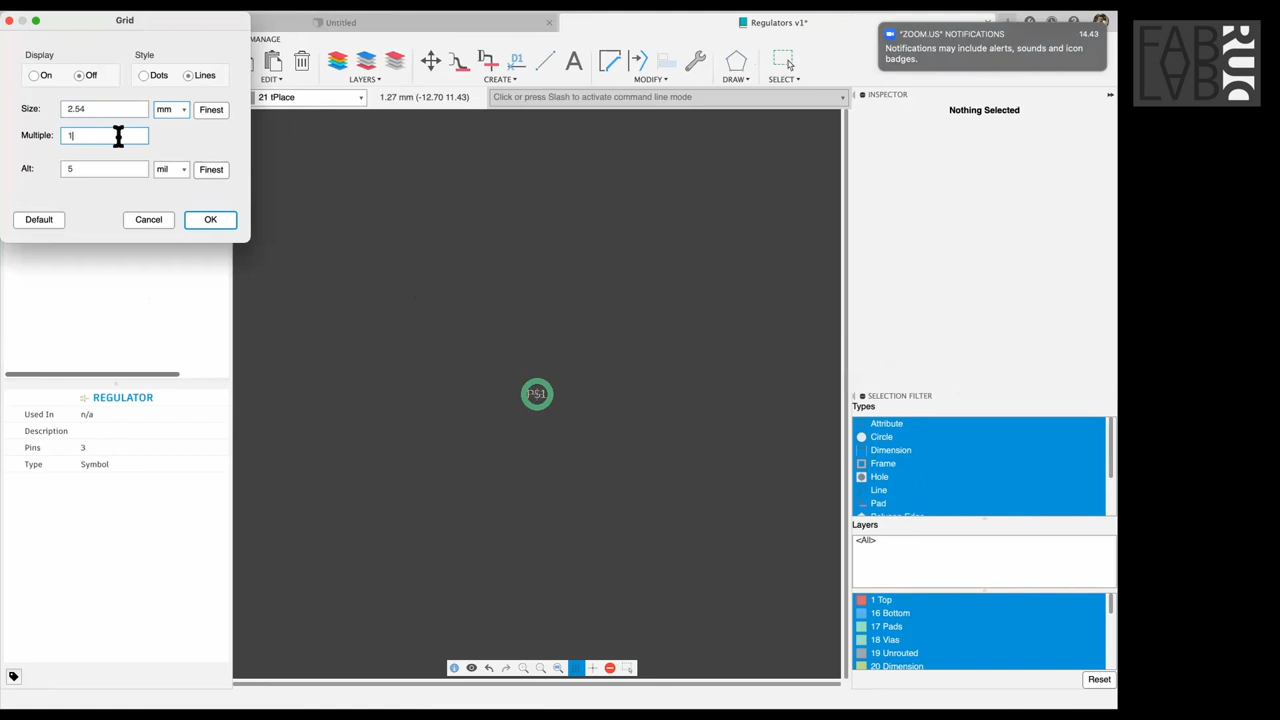 Grid
Untitled
Regulators v1*
Display
Style
On
Off
Dots
Lines
Size:
2.54
mm
Finest
Multiple:
1
Alt:
5
mil
Finest
Default
Cancel
OK
MANAGE
EDIT
LAYERS
CREATE
MODIFY
DRAW
SELECT
D1
A
21 tPlace
1.27 mm (-12.70 11.43)
Click or press Slash to activate command line mode
"ZOOM.US" NOTIFICATIONS
14.43
Notifications may include alerts, sounds and icon
badges.
FAB
LAB
RUC
INSPECTOR
Nothing Selected
P$1
REGULATOR
Used In
n/a
Description
Pins
3
Type
Symbol
SELECTION FILTER
Types
Attribute
Circle
Dimension
Frame
Hole
Line
Pad
Layers
<All>
1 Top
16 Bottom
17 Pads
18 Vias
19 Unrouted
20 Dimension
Reset